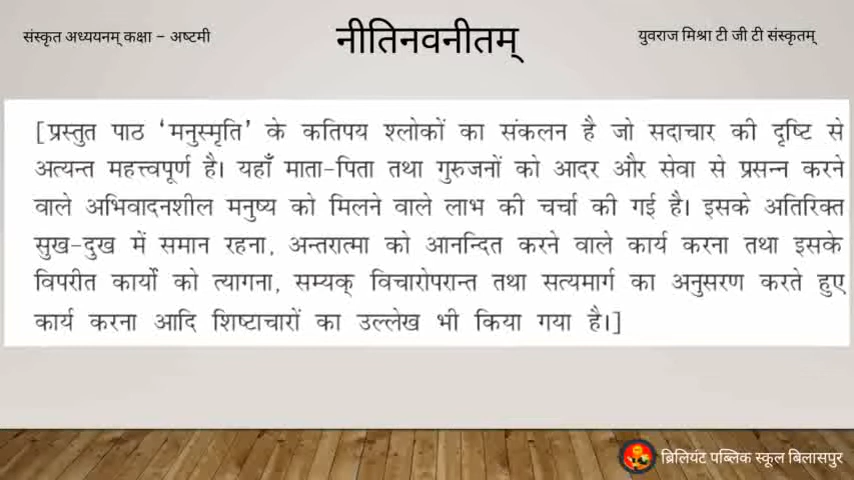 संस्कृत अध्ययनम् कक्षा – अष्टमी
नीतिनवनीतम्
युवराज मिश्रा टी जी टी संस्कृतम्
[प्रस्तुत पाठ ‘मनुस्मृति’ के कतिपय श्लोकों का संकलन है जो सदाचार की दृष्टि से
अत्यन्त महत्त्वपूर्ण है। यहाँ माता-पिता तथा गुरुजनों को आदर और सेवा से प्रसन्न करने
वाले अभिवादनशील मनुष्य को मिलने वाले लाभ की चर्चा की गई है। इसके अतिरिक्त
सुख-दुख में समान रहना, अन्तरात्मा को आनन्दित करने वाले कार्य करना तथा इसके
विपरीत कार्यों को त्यागना, सम्यक् विचारोपरान्त तथा सत्यमार्ग का अनुसरण करते हुए
कार्य करना आदि शिष्टाचारों का उल्लेख भी किया गया है।]
ब्रिलियंट पब्लिक स्कूल बिलासपुर